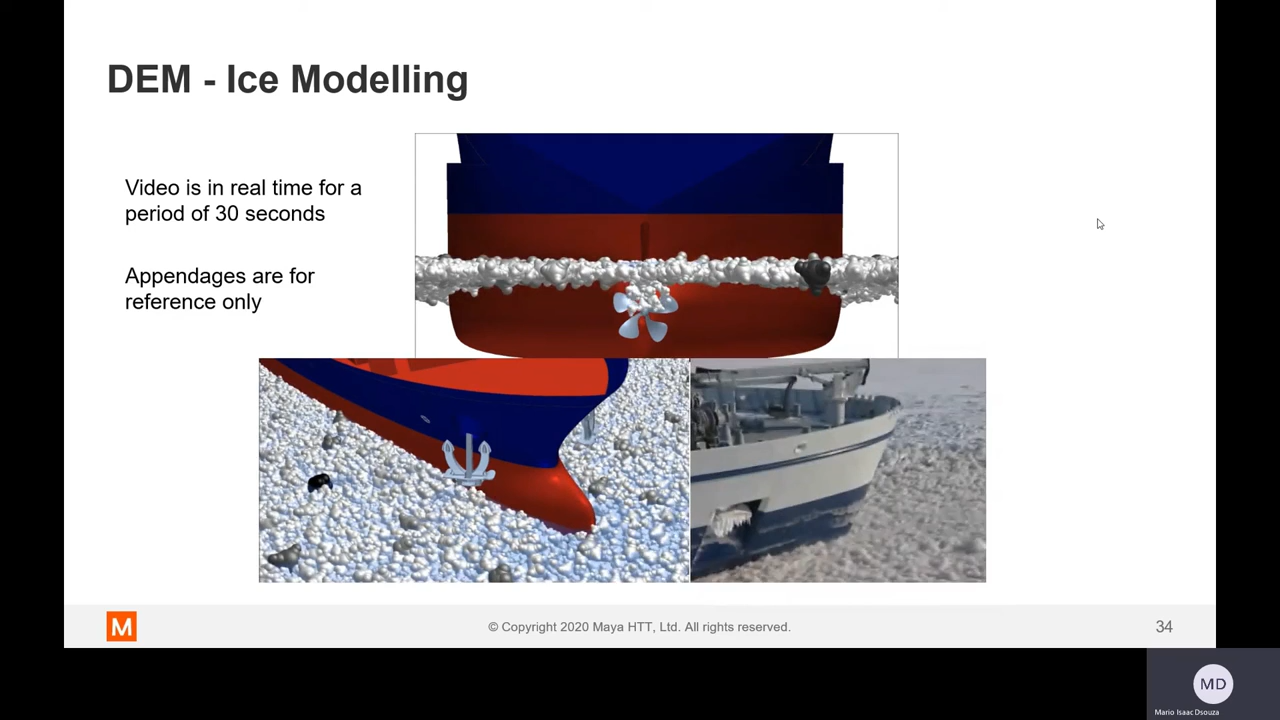 DEM - Ice Modelling
Video is in real time for a
period of 30 seconds
Appendages are for
reference only
M
© Copyright 2020 Maya HTT, Ltd. All rights reserved.
34
MD
Mario Isaac Dsouza